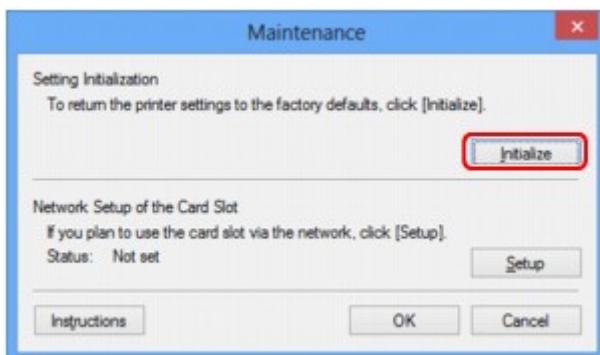 Maintenance
Setting Initialization
To return the printer settings to the factory defaults, click [Initialize].
Initialize
Network Setup of the Card Slot
If you plan to use the card slot via the network, click [Setup].
Status: Not set
Setup
Instructions OK Cancel